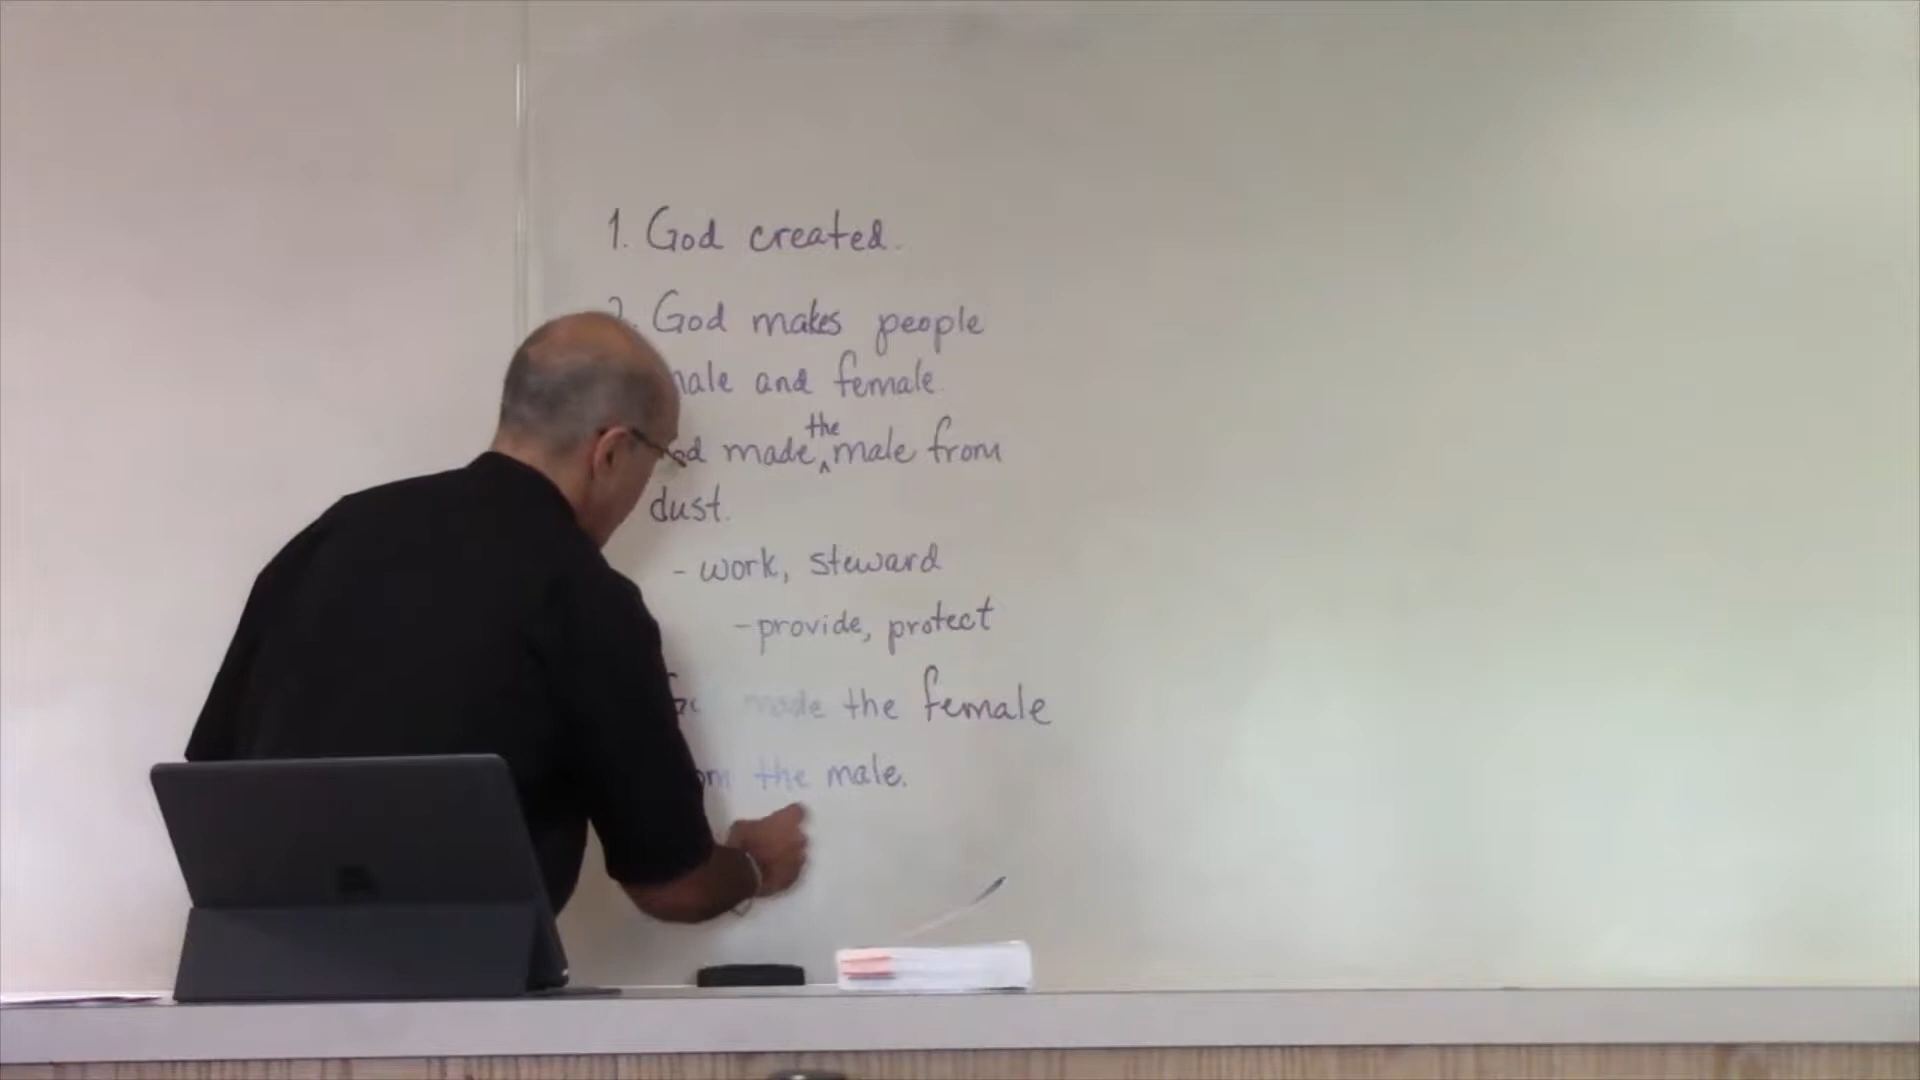 1. God created.
God makes people
male and female.
made the male from
dust.
- work, steward
- provide, protect
made the female
the male.